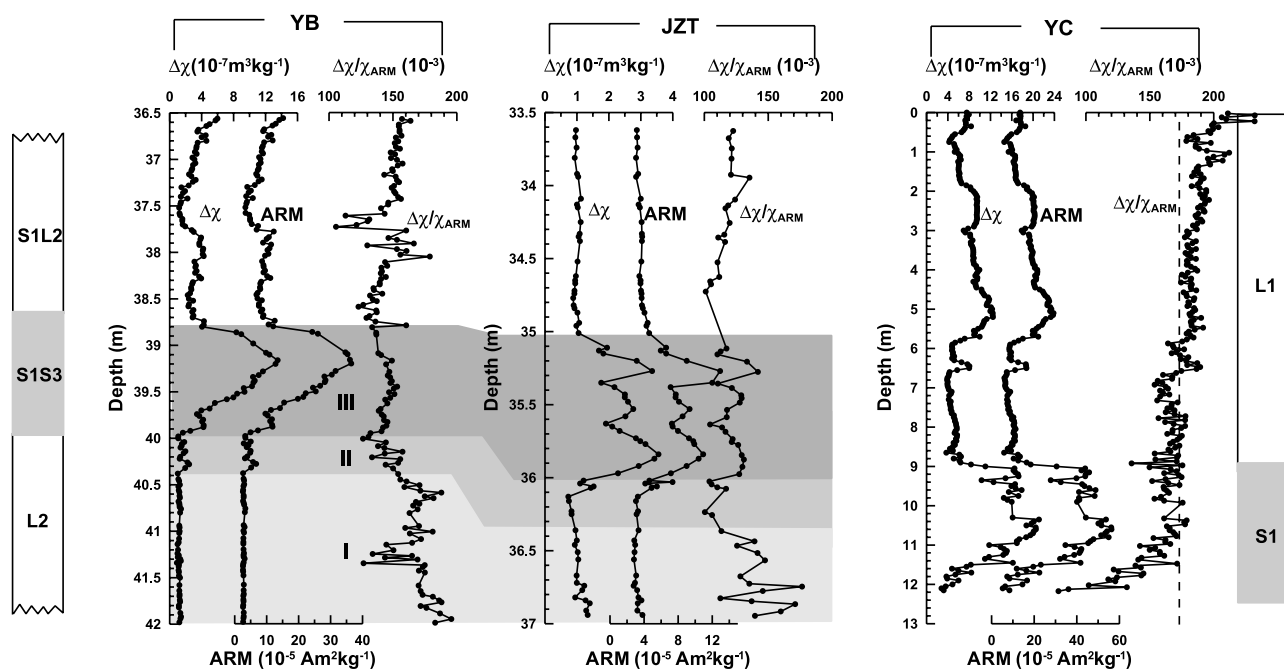 YB
JZT
YC
Δχ(10⁻⁷m³kg⁻¹) Δχ/χARM (10⁻³)
Δχ(10⁻⁷m³kg⁻¹) Δχ/χARM (10⁻³)
Δχ(10⁻⁷m³kg⁻¹) Δχ/χARM (10⁻³)
0 4 8 12 16 100 150 200
0 1 2 3 4 100 150 200
0 4 8 12 16 20 24 100 150 200
S1L2
S1S3
L2
Depth (m)
36.5
37
37.5
38
38.5
39
39.5
40
40.5
41
41.5
42
Δχ
ARM
Δχ/χARM
III
II
I
0 20 40
ARM (10⁻⁵ Am²kg⁻¹)
Depth (m)
33.5
34
34.5
35
35.5
36
36.5
37
Δχ
ARM
Δχ/χARM
0 4 8 12
ARM (10⁻⁵ Am²kg⁻¹)
Depth (m)
0
1
2
3
4
5
6
7
8
9
10
11
12
13
Δχ
ARM
Δχ/χARM
0 20 40 60
ARM (10⁻⁵ Am²kg⁻¹)
L1
S1